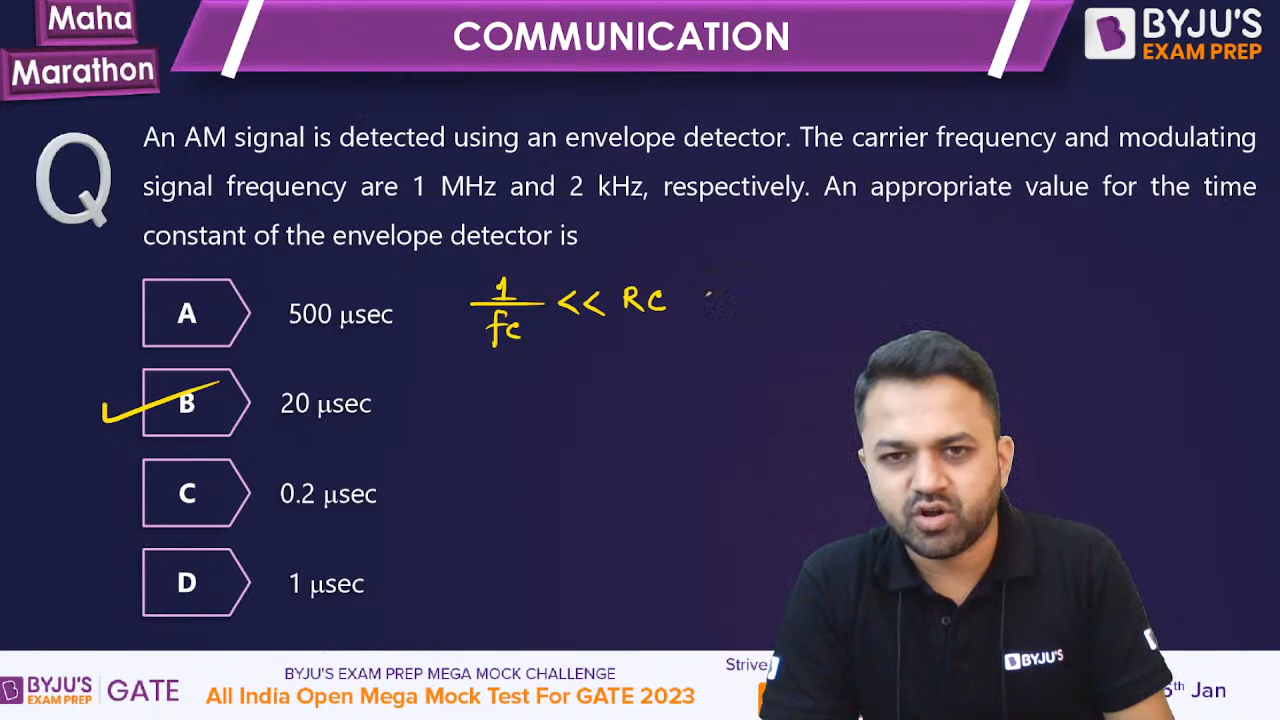 Maha
Marathon
COMMUNICATION
BYJU'S
EXAM PREP
Q
An AM signal is detected using an envelope detector. The carrier frequency and modulating
signal frequency are 1 MHz and 2 kHz, respectively. An appropriate value for the time
constant of the envelope detector is
A 500 μsec
1/fc << RC
B 20 μsec
C 0.2 μsec
D 1 μsec
BYJU'S
BYJU'S
EXAM PREP
GATE
BYJU'S EXAM PREP MEGA MOCK CHALLENGE
All India Open Mega Mock Test For GATE 2023
Strive
th Jan